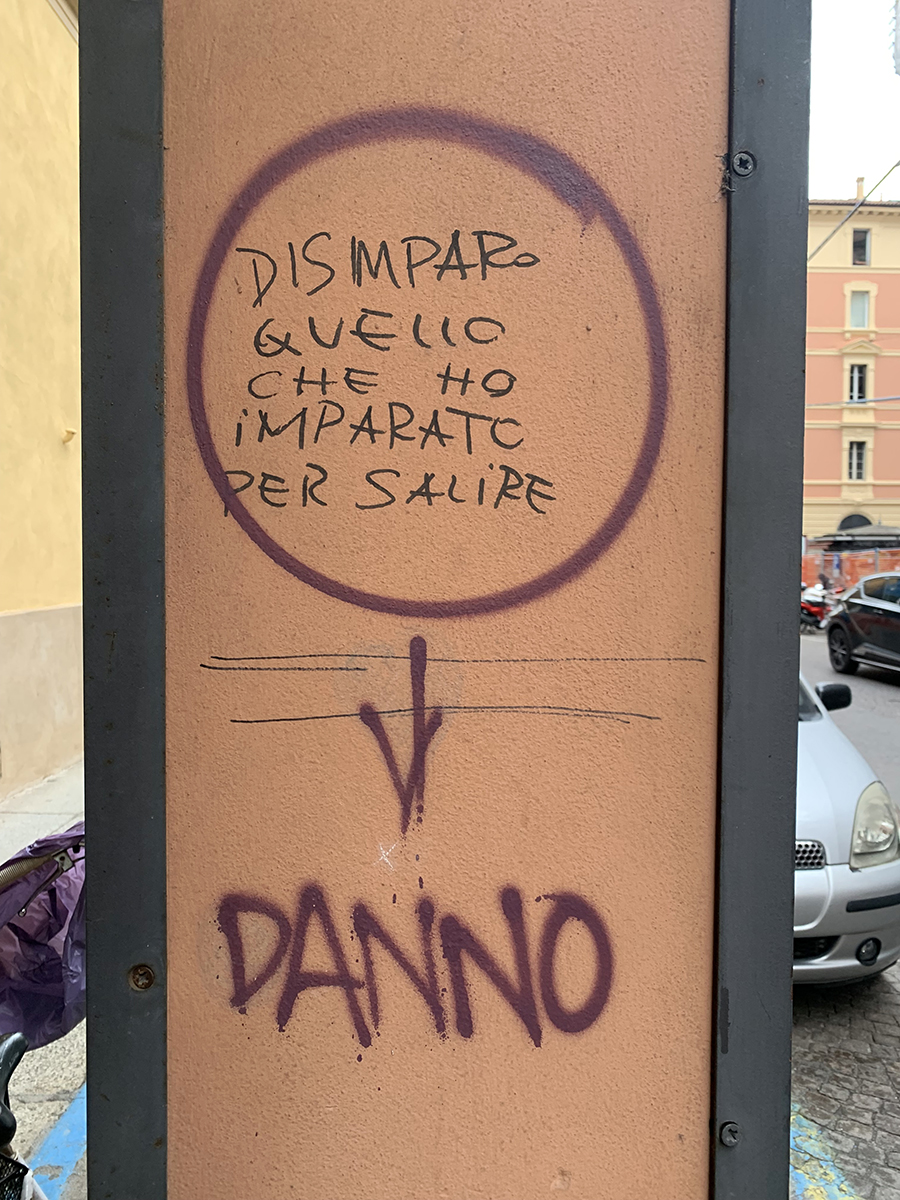 DISIMPARo
QUELLO
CHE HO
iMPARATO
PER SALiRE
DANNO